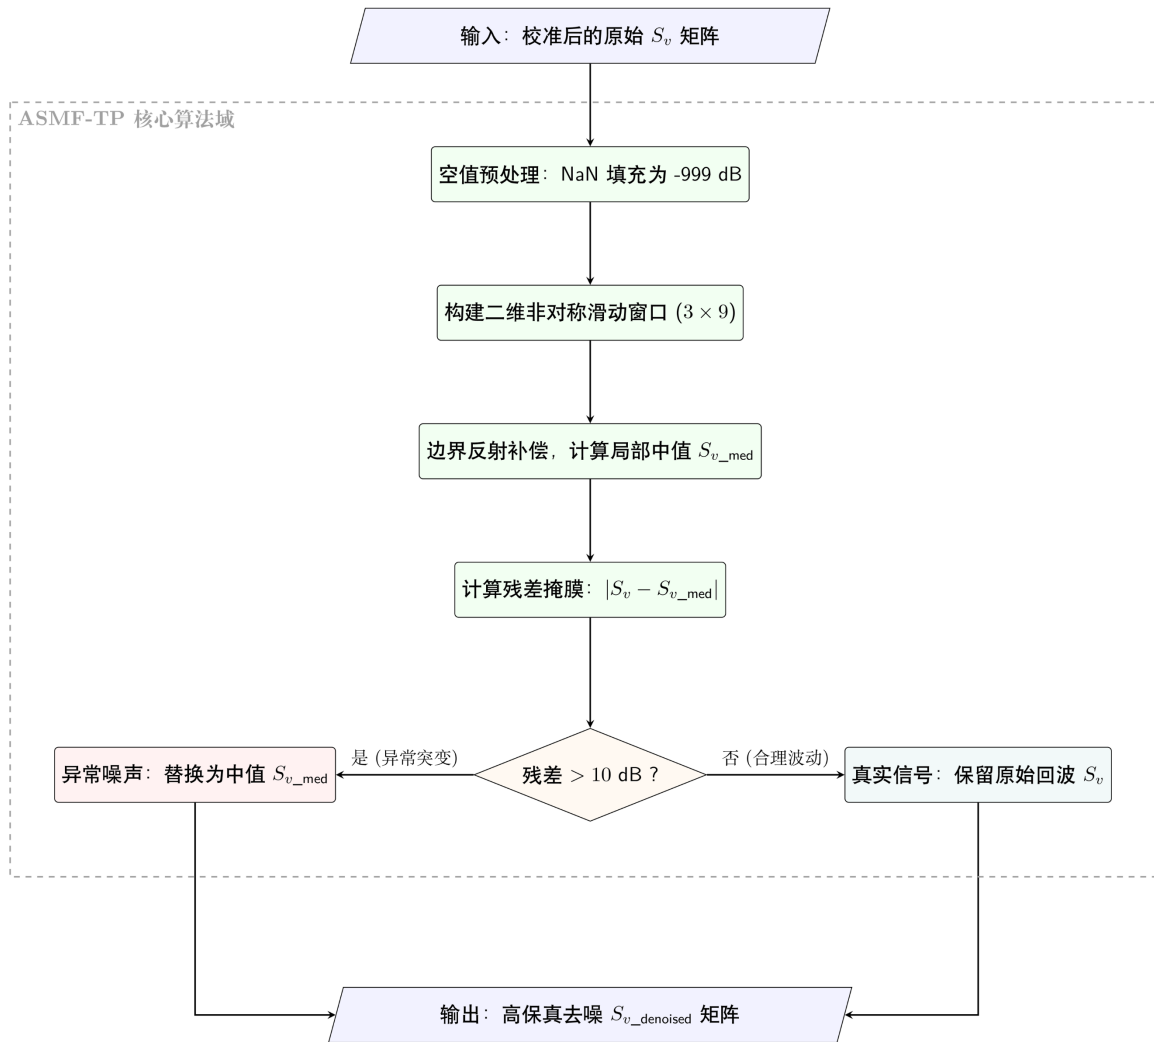 输入：校准后的原始 $S_v$ 矩阵
ASMF-TP 核心算法域
空值预处理：NaN 填充为 -999 dB
构建二维非对称滑动窗口 ($3 \times 9$)
边界反射补偿，计算局部中值 $S_{v\_med}$
计算残差掩膜：$|S_v - S_{v\_med}|$
异常噪声：替换为中值 $S_{v\_med}$
是 (异常突变)
残差 > 10 dB ?
否 (合理波动)
真实信号：保留原始回波 $S_v$
输出：高保真去噪 $S_{v\_denoised}$ 矩阵